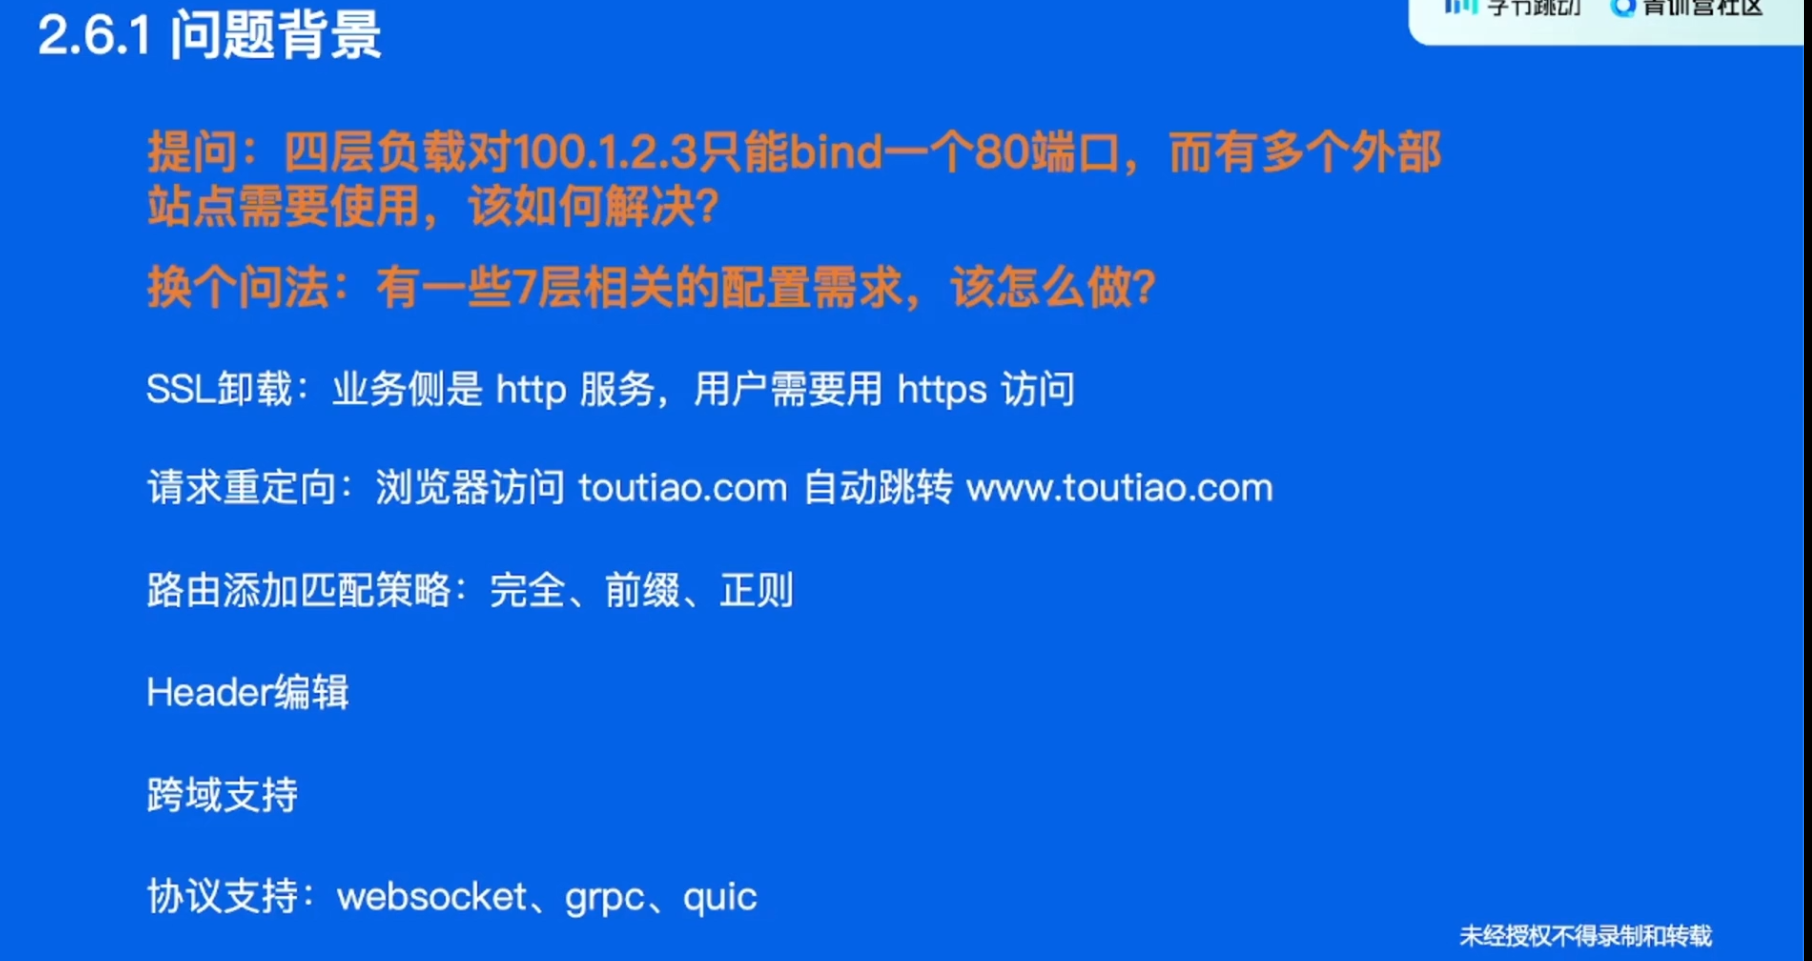 2.6.1 问题背景
字节跳动 青训营社区
提问：四层负载对100.1.2.3只能bind一个80端口，而有多个外部
站点需要使用，该如何解决？
换个问法：有一些7层相关的配置需求，该怎么做？
SSL卸载：业务侧是 http 服务，用户需要用 https 访问
请求重定向：浏览器访问 toutiao.com 自动跳转 www.toutiao.com
路由添加匹配策略：完全、前缀、正则
Header编辑
跨域支持
协议支持：websocket、grpc、quic
未经授权不得录制和转载